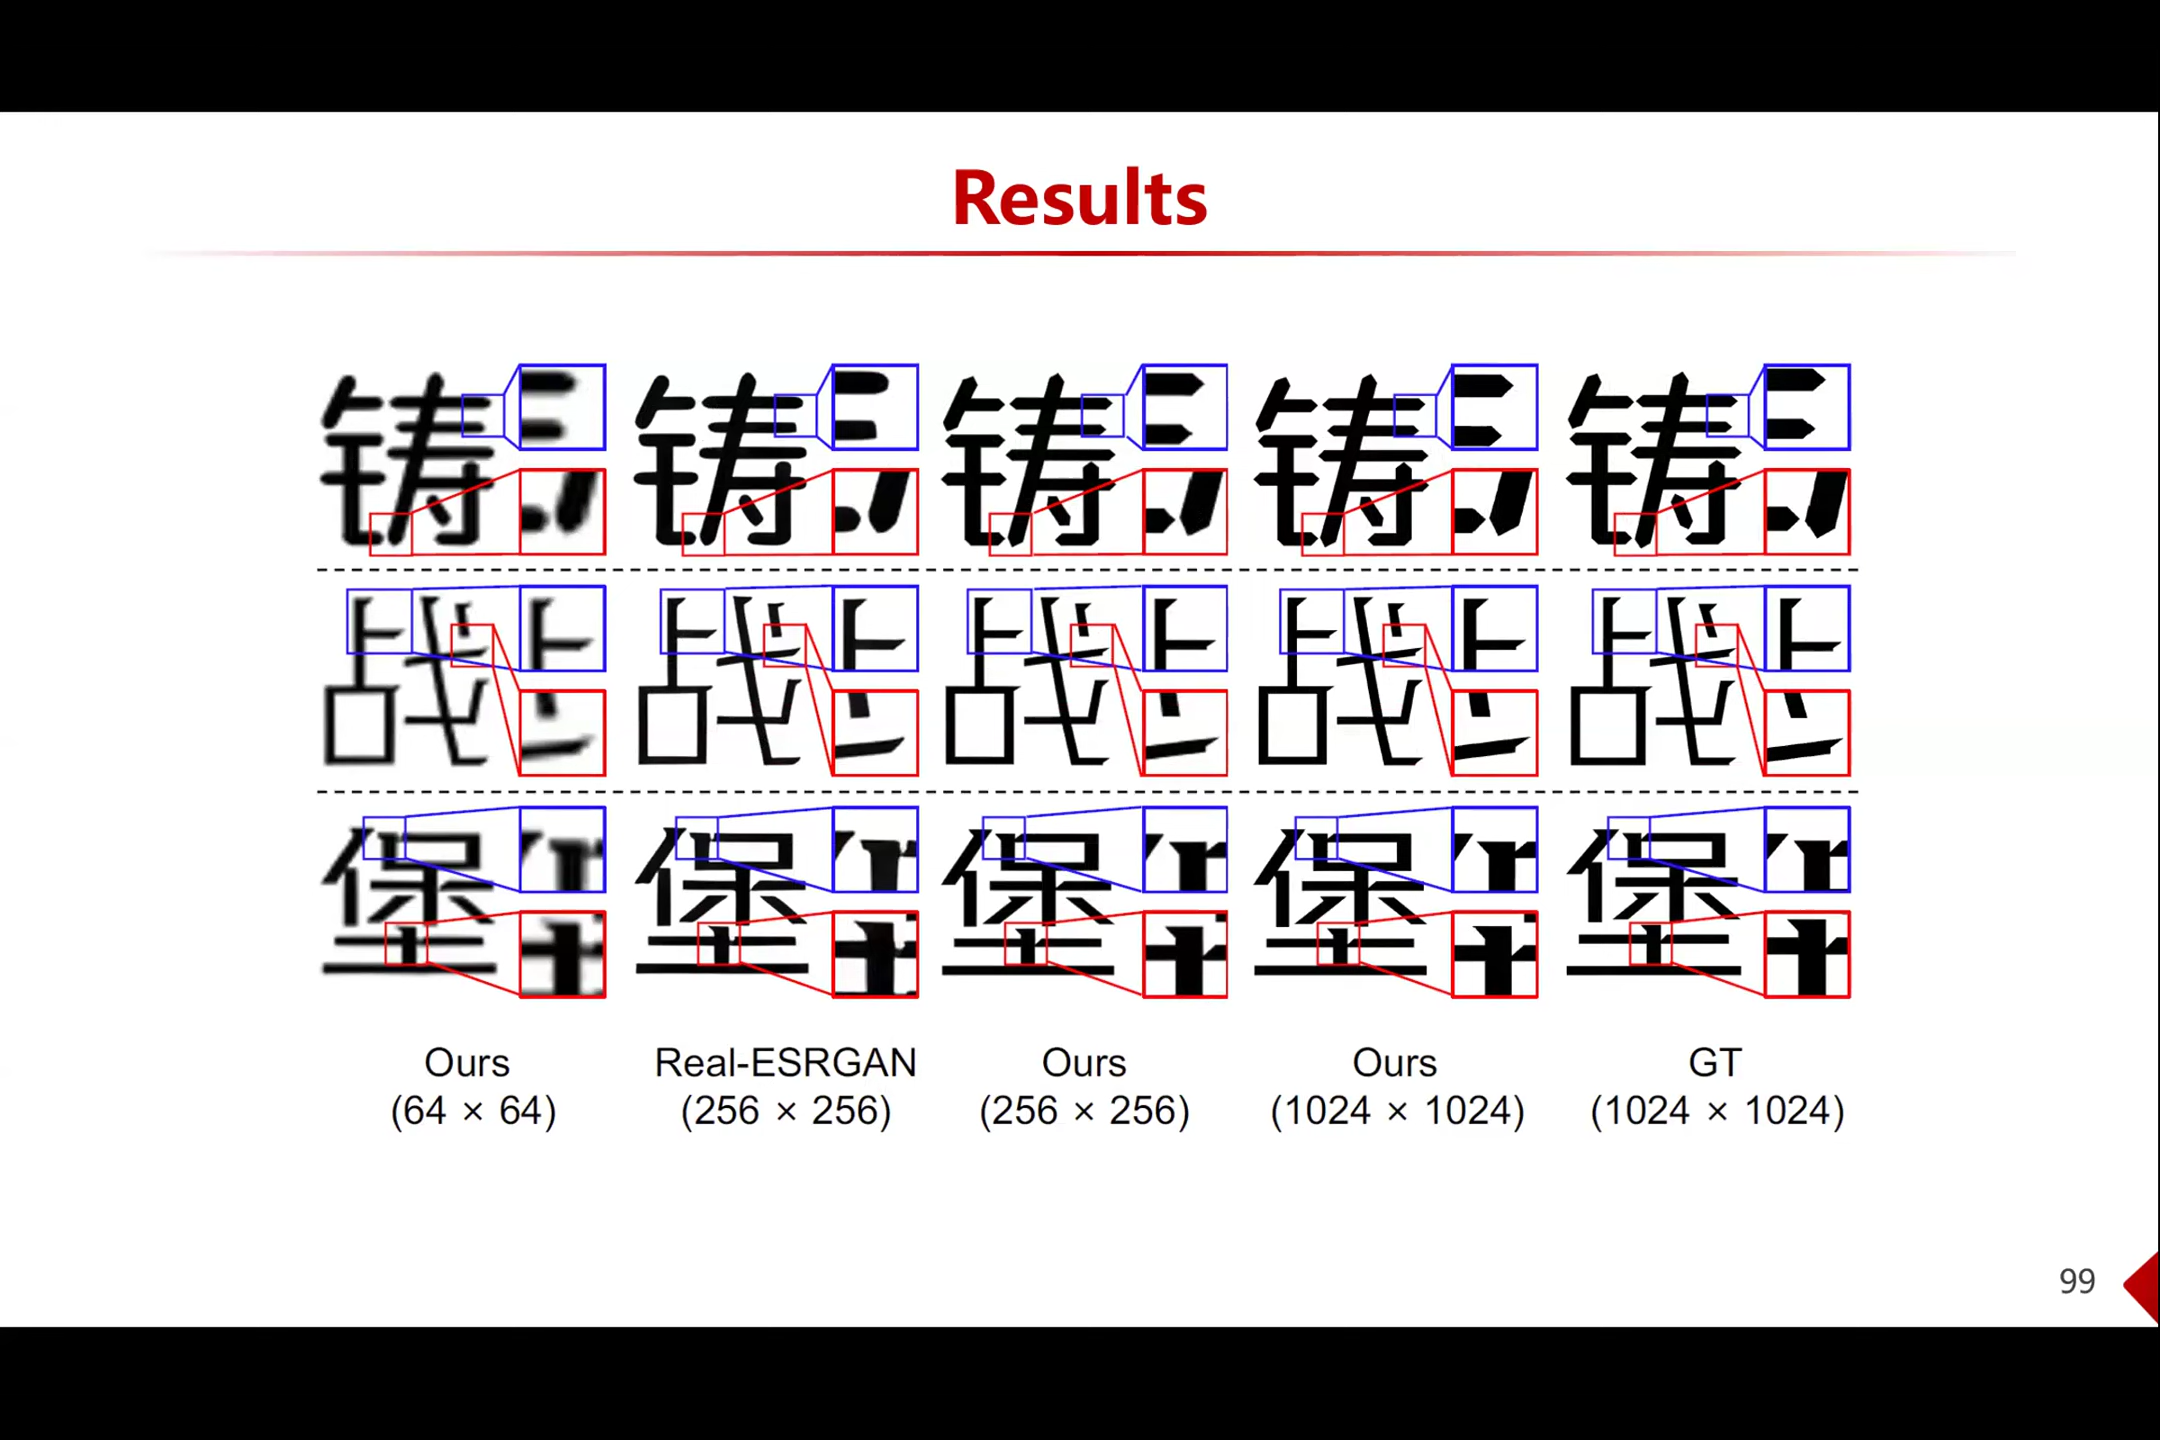 Results
铸 铸 铸 铸 铸
战 战 战 战 战
堡 堡 堡 堡 堡
Ours Real-ESRGAN Ours Ours GT
(64 × 64) (256 × 256) (256 × 256) (1024 × 1024) (1024 × 1024)
99